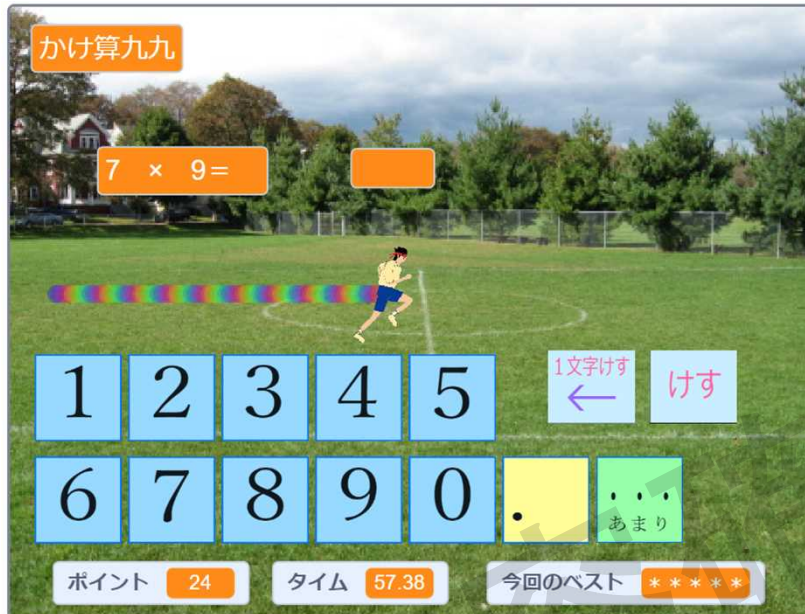 かけ算九九
7 × 9＝
1 2 3 4 5
1文字けす
←
けす
6 7 8 9 0 .
・・・
あまり
ポイント 24 タイム 57.38 今回のベスト ＊＊＊＊＊